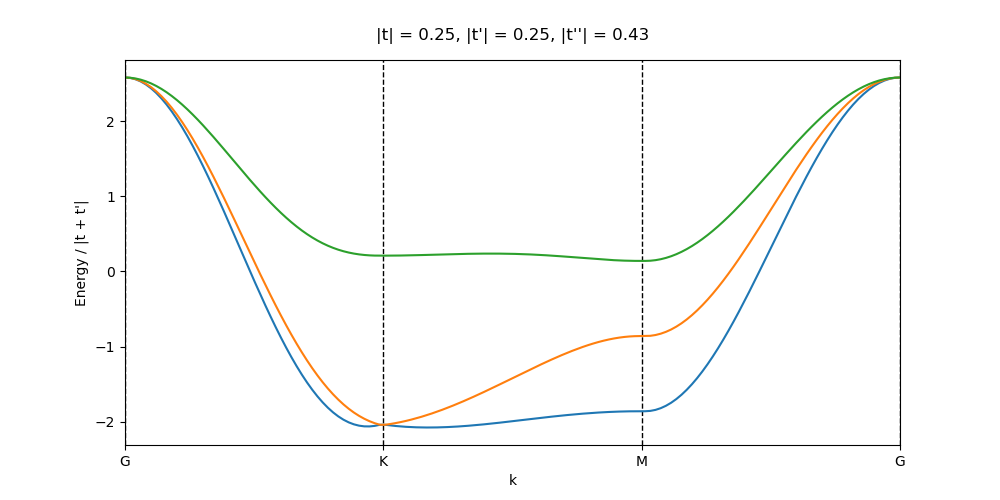 |t| = 0.25, |t'| = 0.25, |t''| = 0.43
Energy / |t + t'|
2
1
0
−1
−2
G
K
M
G
k